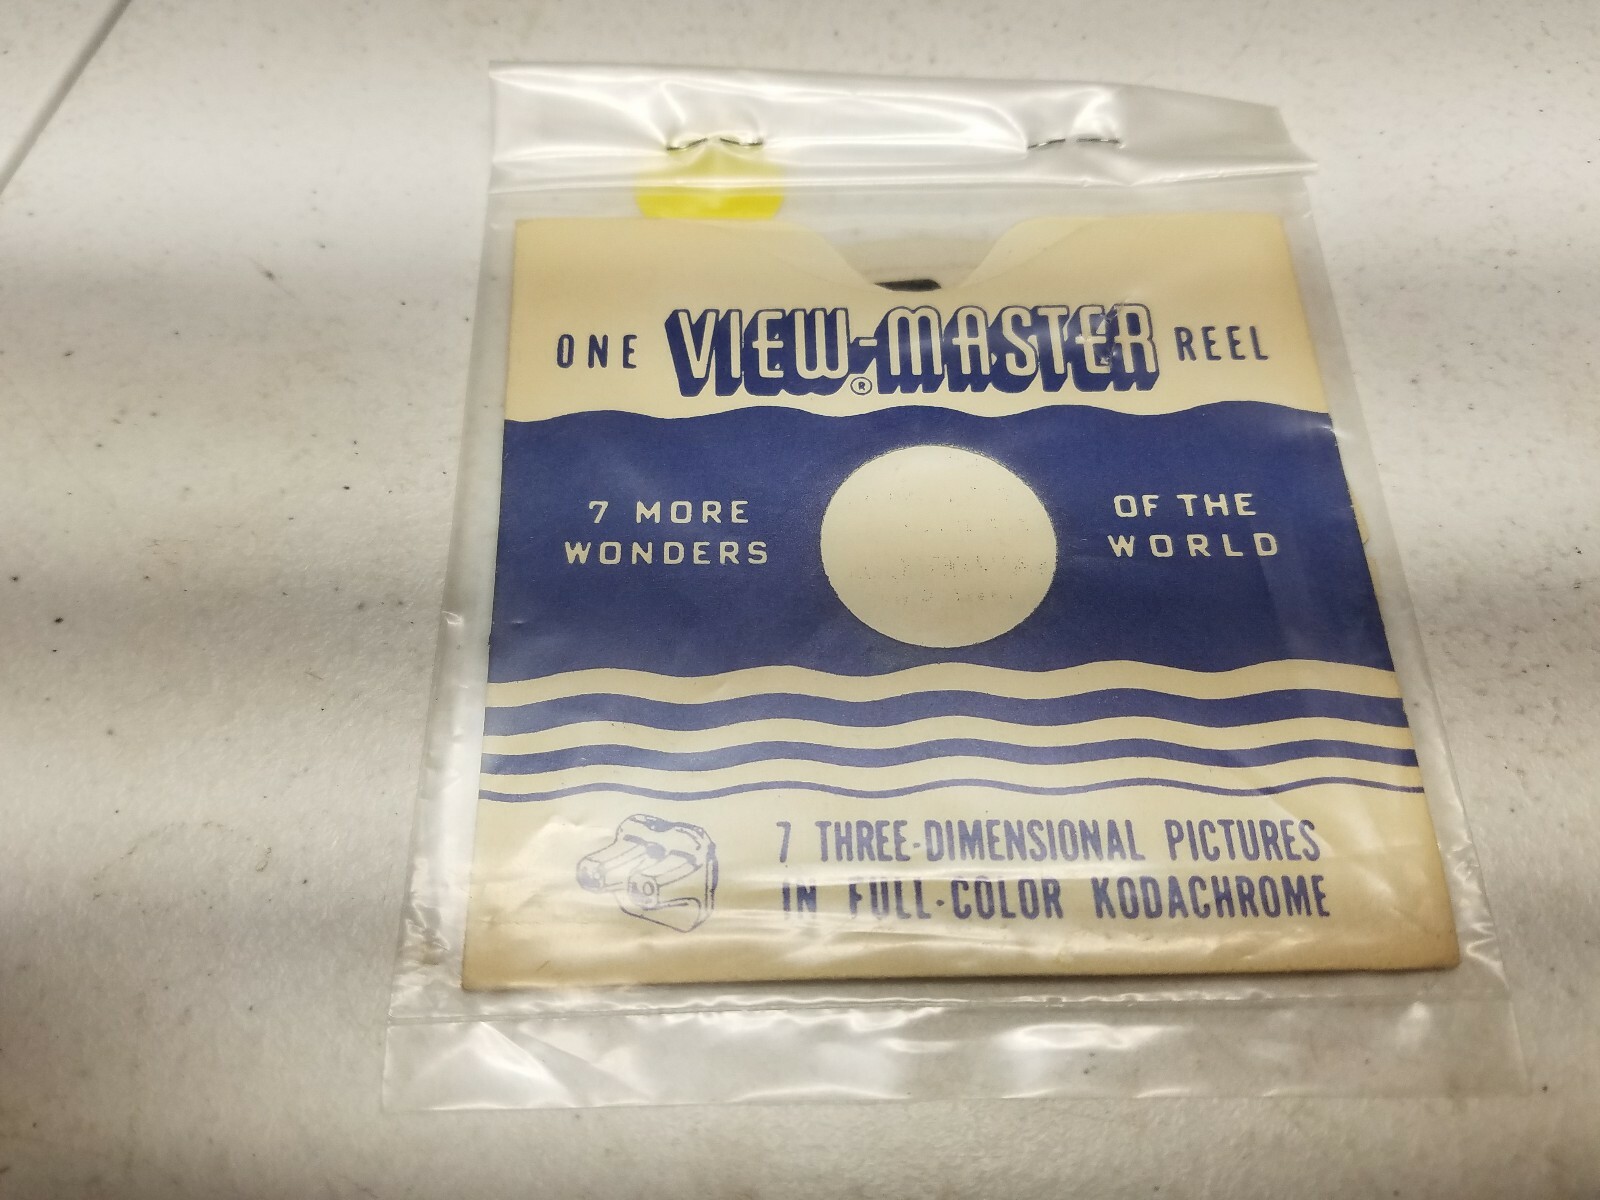 ONE VIEW-MASTER® REEL
7 MORE WONDERS
OF THE WORLD
7 THREE-DIMENSIONAL PICTURES
IN FULL-COLOR KODACHROME